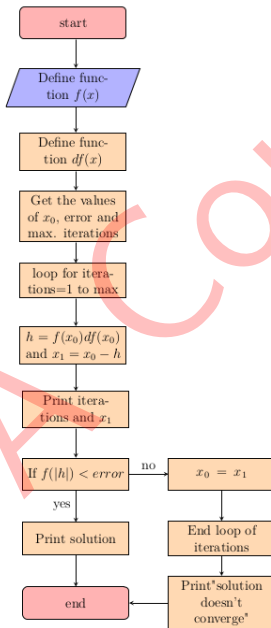 start
Define func-
tion f(x)
Define func-
tion df(x)
Get the values
of x₀, error and
max. iterations
loop for itera-
tions=1 to max
h = f(x₀)df(x₀)
and x₁ = x₀ − h
Print itera-
tions and x₁
If f(|h|) < error
no
x₀ = x₁
yes
Print solution
End loop of
iterations
end
Print"solution
doesn't
converge"
A Co